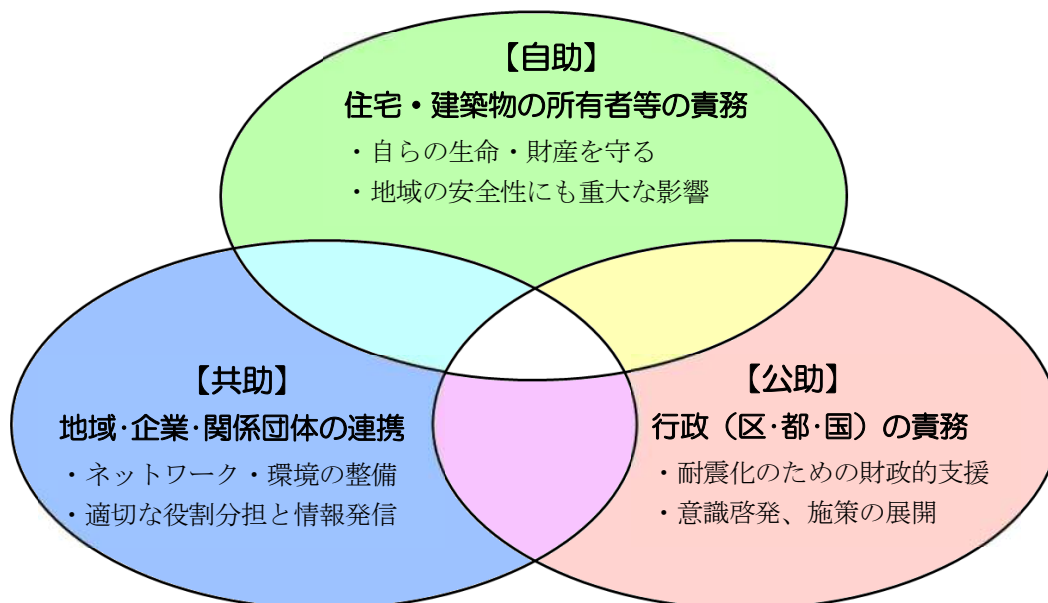 【自助】
住宅・建築物の所有者等の責務
・自らの生命・財産を守る
・地域の安全性にも重大な影響
【共助】
地域・企業・関係団体の連携
・ネットワーク・環境の整備
・適切な役割分担と情報発信
【公助】
行政（区・都・国）の責務
・耐震化のための財政的支援
・意識啓発、施策の展開